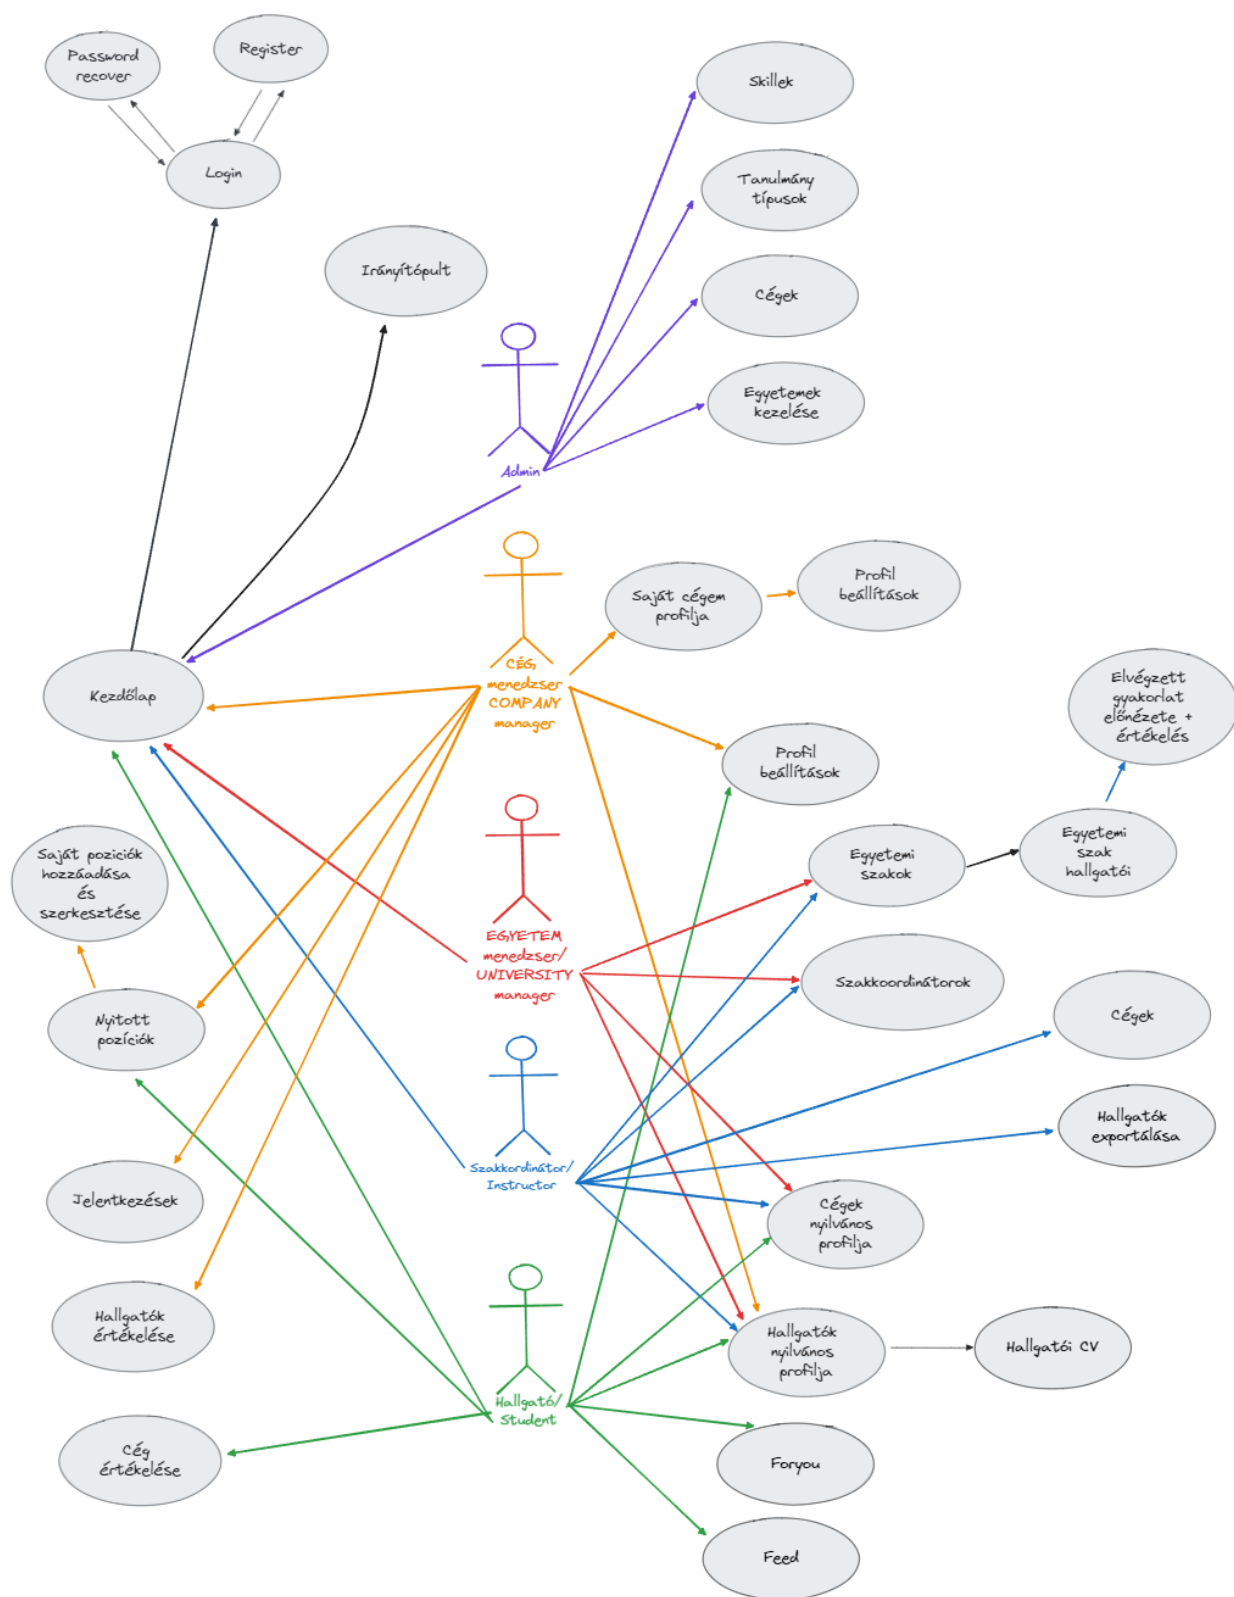 Password
recover
Register
Login
Skillek
Tanulmány
típusok
Irányítópult
Cégek
Egyetemek
kezelése
Admin
Saját cégem
profilja
Profil
beállítások
Kezdőlap
CÉG
menedzser
COMPANY
manager
Elvégzett
gyakorlat
előnézete +
értékelés
Profil
beállítások
Saját poziciók
hozzáadása
és
szerkesztése
Egyetemi
szakok
Egyetemi
szak
hallgatói
EGYETEM
menedzser/
UNIVERSITY
manager
Szakkoordinátorok
Nyitott
pozíciók
Cégek
Hallgatók
exportálása
Szakkordinátor/
Instructor
Jelentkezések
Cégek
nyilvános
profilja
Hallgatók
értékelése
Hallgatók
nyilvános
profilja
Hallgatói CV
Hallgató/
Student
Cég
értékelése
Foryou
Feed